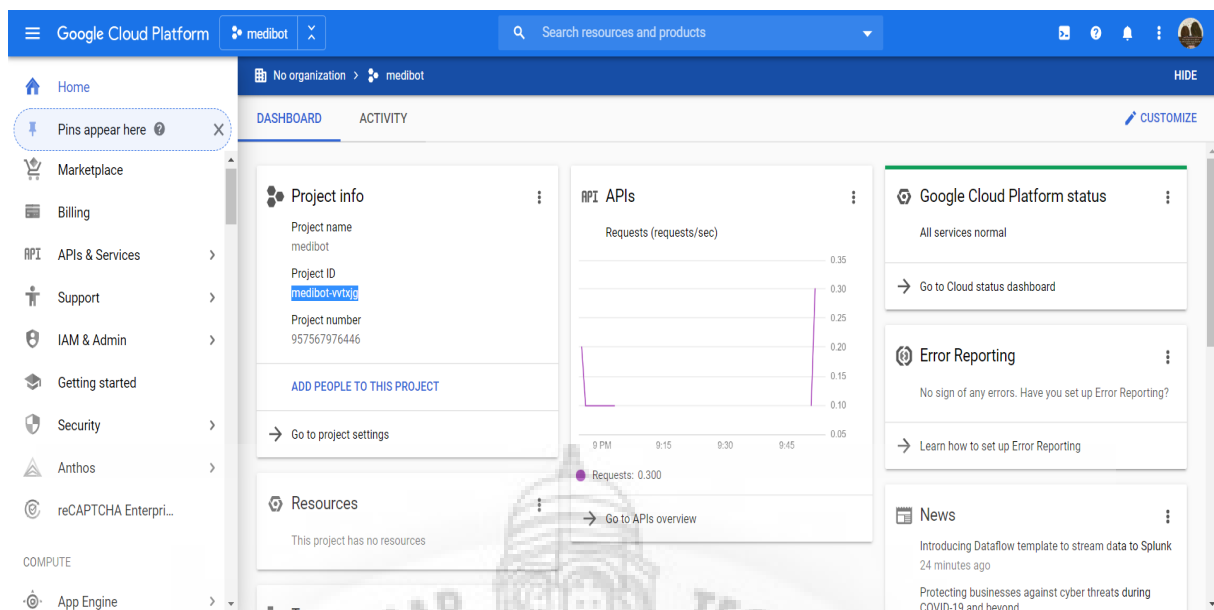 Google Cloud Platform
medibot
Search resources and products
No organization > medibot
HIDE
Home
Pins appear here
X
Marketplace
Billing
API APIs & Services
Support
IAM & Admin
Getting started
Security
Anthos
reCAPTCHA Enterpri...
COMPUTE
App Engine
DASHBOARD
ACTIVITY
CUSTOMIZE
Project info
Project name
medibot
Project ID
medibot-vvtxjg
Project number
957567976446
ADD PEOPLE TO THIS PROJECT
Go to project settings
Resources
This project has no resources
API APIs
Requests (requests/sec)
0.35
0.30
0.25
0.20
0.15
0.10
0.05
9 PM 9:15 9:30 9:45
Requests: 0.300
Go to APIs overview
Google Cloud Platform status
All services normal
Go to Cloud status dashboard
Error Reporting
No sign of any errors. Have you set up Error Reporting?
Learn how to set up Error Reporting
News
Introducing Dataflow template to stream data to Splunk
24 minutes ago
Protecting businesses against cyber threats during
COVID-19 and beyond